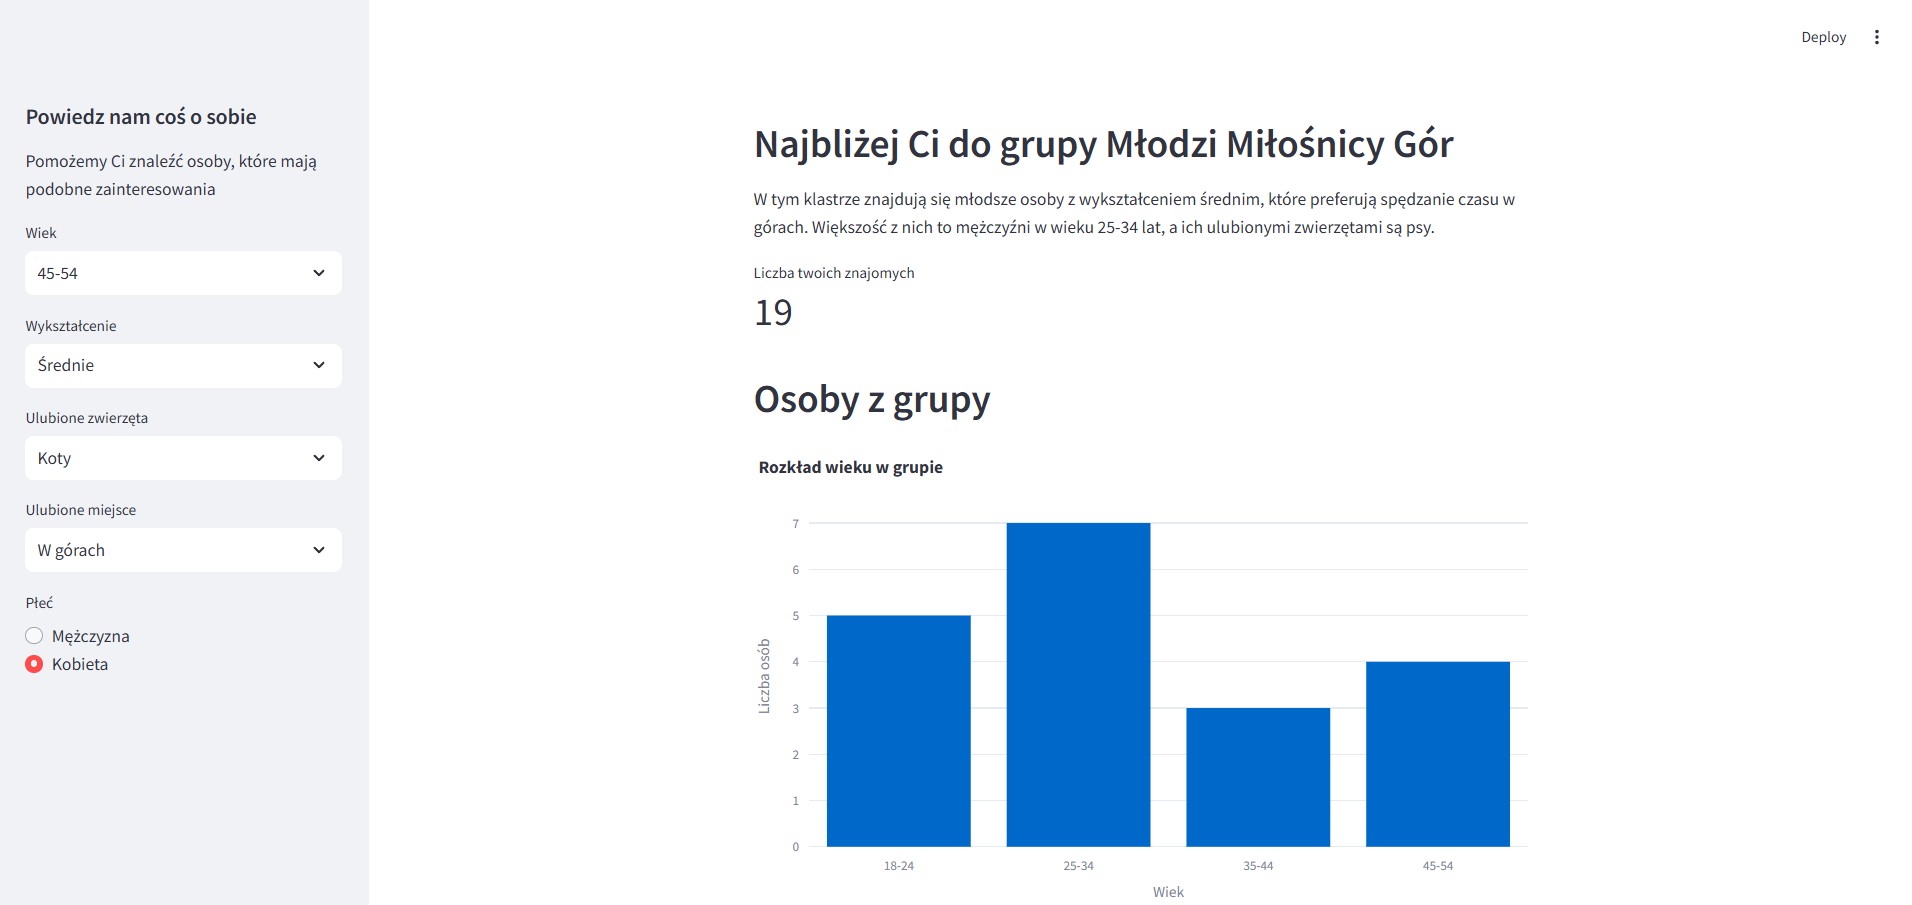 Deploy
Powiedz nam coś o sobie
Pomożemy Ci znaleźć osoby, które mają
podobne zainteresowania
Wiek
45-54
Wykształcenie
Średnie
Ulubione zwierzęta
Koty
Ulubione miejsce
W górach
Płeć
Mężczyzna
Kobieta
Najbliżej Ci do grupy Młodzi Miłośnicy Gór
W tym klastrze znajdują się młodsze osoby z wykształceniem średnim, które preferują spędzanie czasu w
górach. Większość z nich to mężczyźni w wieku 25-34 lat, a ich ulubionymi zwierzętami są psy.
Liczba twoich znajomych
19
Osoby z grupy
Rozkład wieku w grupie
7
6
5
4
3
2
1
0
Liczba osób
18-24
25-34
35-44
45-54
Wiek